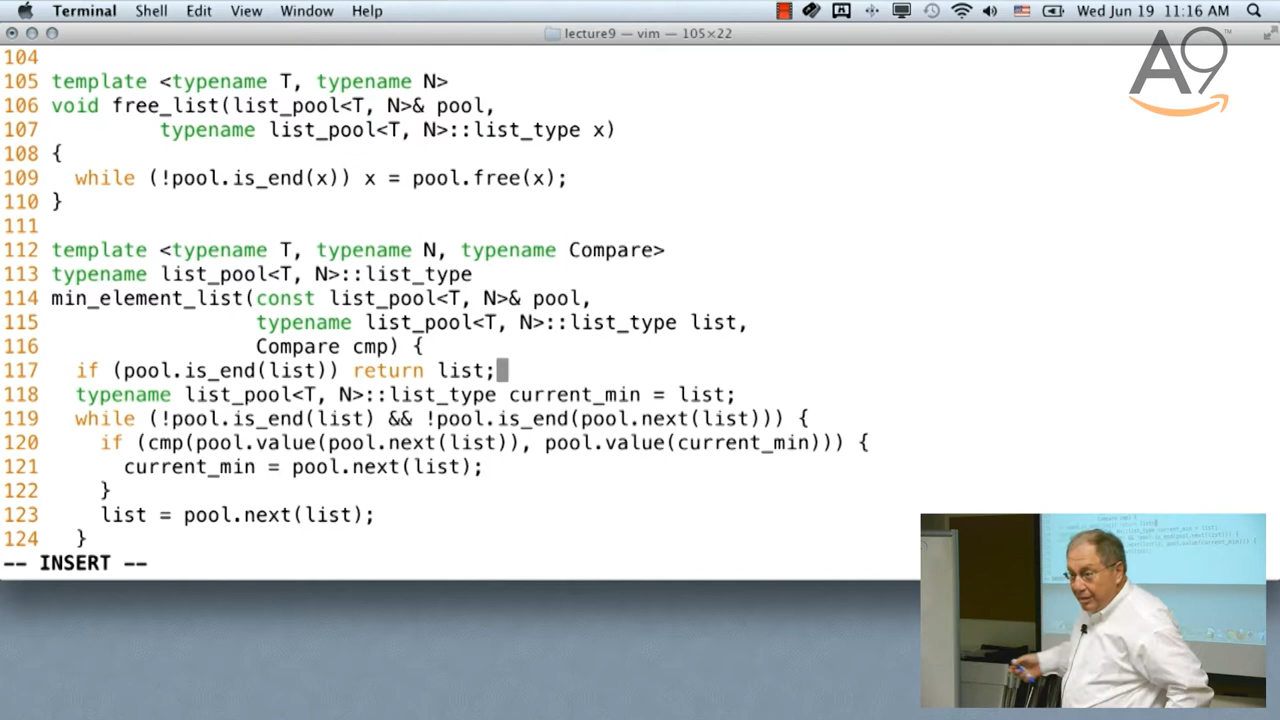 Terminal Shell Edit View Window Help Wed Jun 19 11:16 AM
lecture9 — vim — 105×22
A9™
104
105 template <typename T, typename N>
106 void free_list(list_pool<T, N>& pool,
107 typename list_pool<T, N>::list_type x)
108 {
109 while (!pool.is_end(x)) x = pool.free(x);
110 }
111
112 template <typename T, typename N, typename Compare>
113 typename list_pool<T, N>::list_type
114 min_element_list(const list_pool<T, N>& pool,
115 typename list_pool<T, N>::list_type list,
116 Compare cmp) {
117 if (pool.is_end(list)) return list;
118 typename list_pool<T, N>::list_type current_min = list;
119 while (!pool.is_end(list) && !pool.is_end(pool.next(list))) {
120 if (cmp(pool.value(pool.next(list)), pool.value(current_min))) {
121 current_min = pool.next(list);
122 }
123 list = pool.next(list);
124 }
-- INSERT --